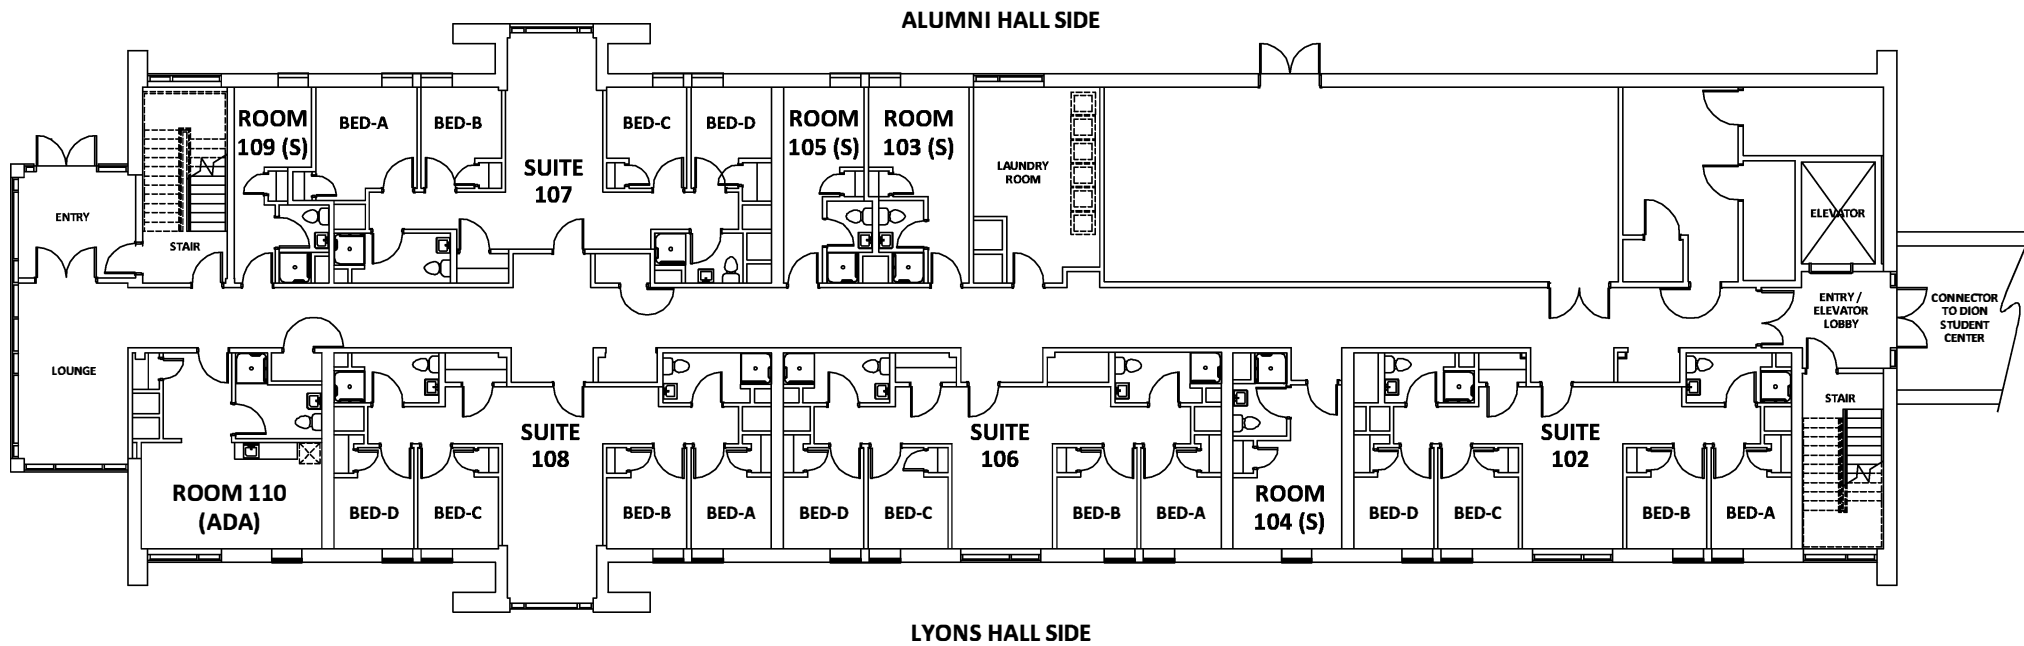 ALUMNI HALL SIDE
ROOM
109 (S)
BED-A
BED-B
SUITE
107
BED-C
BED-D
ROOM
105 (S)
ROOM
103 (S)
LAUNDRY
ROOM
ELEVATOR
ENTRY
STAIR
ENTRY /
ELEVATOR
LOBBY
CONNECTOR
TO DION
STUDENT
CENTER
LOUNGE
ROOM 110
(ADA)
BED-D
BED-C
SUITE
108
BED-B
BED-A
BED-D
BED-C
SUITE
106
BED-B
BED-A
ROOM
104 (S)
BED-D
BED-C
SUITE
102
BED-B
BED-A
STAIR
LYONS HALL SIDE